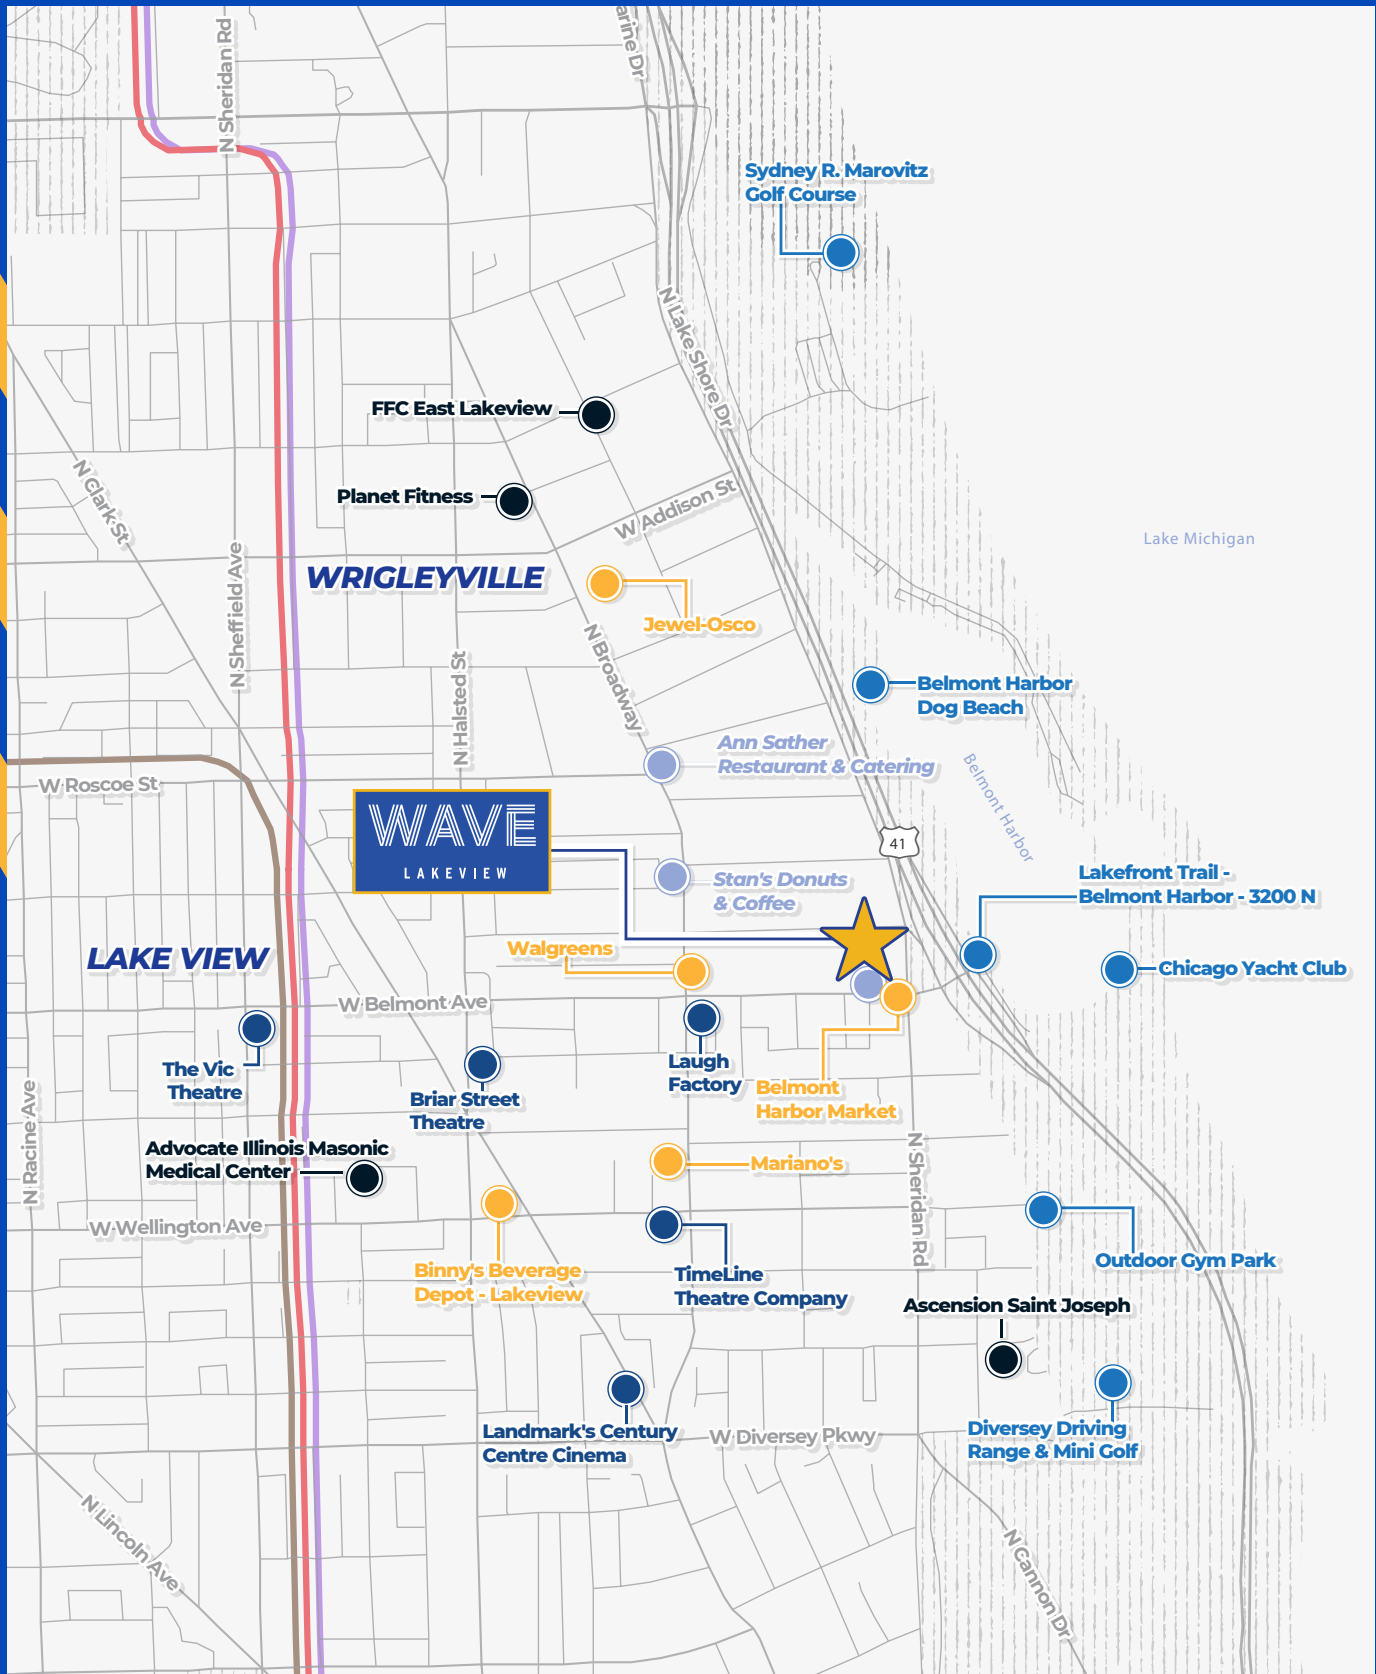 N Sheridan Rd
arine Dr
Sydney R. Marovitz
Golf Course
N Lake Shore Dr
FFC East Lakeview
N Clark St
Planet Fitness
W Addison St
Lake Michigan
WRIGLEYVILLE
N Sheffield Ave
Jewel-Osco
N Broadway
N Halsted St
Belmont Harbor
Dog Beach
Ann Sather
Restaurant & Catering
Belmont Harbor
W Roscoe St
WAVE
LAKEVIEW
41
Stan's Donuts
& Coffee
Lakefront Trail -
Belmont Harbor - 3200 N
LAKE VIEW
Walgreens
Chicago Yacht Club
W Belmont Ave
The Vic
Theatre
Briar Street
Theatre
Laugh
Factory
Belmont
Harbor Market
N Racine Ave
Advocate Illinois Masonic
Medical Center
Mariano's
N Sheridan Rd
W Wellington Ave
Binny's Beverage
Depot - Lakeview
TimeLine
Theatre Company
Outdoor Gym Park
Ascension Saint Joseph
Landmark's Century
Centre Cinema
W Diversey Pkwy
Diversey Driving
Range & Mini Golf
N Lincoln Ave
N Cannon Dr